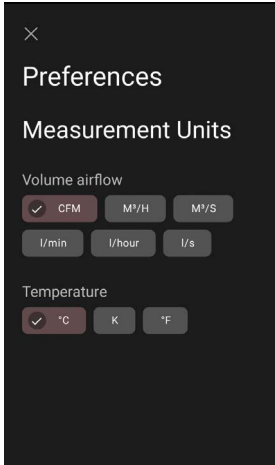 Preferences
Measurement Units
Volume airflow
CFM M³/H M³/S
l/min l/hour l/s
Temperature
°C K °F